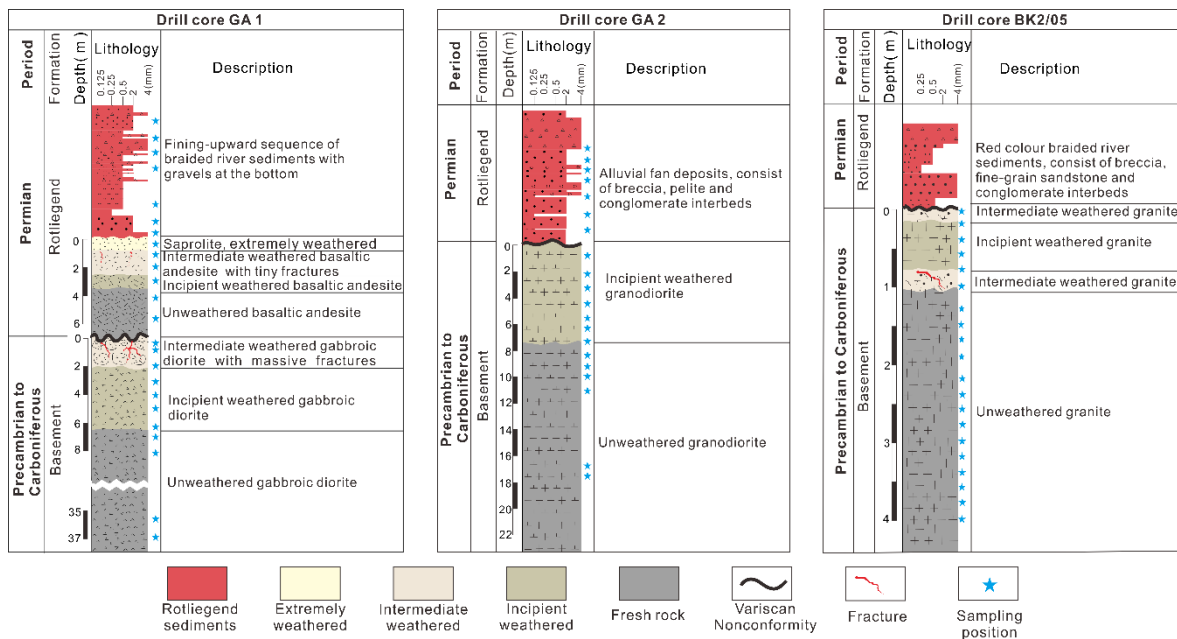 Drill core GA 1
Period
Formation
Depth( m )
Lithology
0.125
0.25
0.5
2
4 (mm)
Description
Permian
Rotliegend
Fining-upward sequence of
braided river sediments with
gravels at the bottom
0
2
4
6
Saprolite, extremely weathered
Intermediate weathered basaltic
andesite with tiny fractures
Incipient weathered basaltic andesite
Unweathered basaltic andesite
Precambrian to
Carboniferous
Basement
0
2
4
6
8
35
37
Intermediate weathered gabbroic
diorite with massive fractures
Incipient weathered gabbroic
diorite
Unweathered gabbroic diorite
Drill core GA 2
Period
Formation
Depth(m)
Lithology
0.125
0.25
0.5
2
4(mm)
Description
Permian
Rotliegend
Alluvial fan deposits, consist
of breccia, pelite and
conglomerate interbeds
Precambrian to
Carboniferous
Basement
0
2
4
6
8
10
12
14
16
18
20
22
Incipient weathered
granodiorite
Unweathered granodiorite
Drill core BK2/05
Period
Formation
Depth( m )
Lithology
0.25
0.5
2
4 (mm)
Description
Permian
Rotliegend
Red colour braided river
sediments, consist of breccia,
fine-grain sandstone and
conglomerate interbeds
Precambrian to Carboniferous
Basement
0
1
2
3
4
Intermediate weathered granite
Incipient weathered granite
Intermediate weathered granite
Unweathered granite
Rotliegend
sediments
Extremely
weathered
Intermediate
weathered
Incipient
weathered
Fresh rock
Variscan
Nonconformity
Fracture
Sampling
position